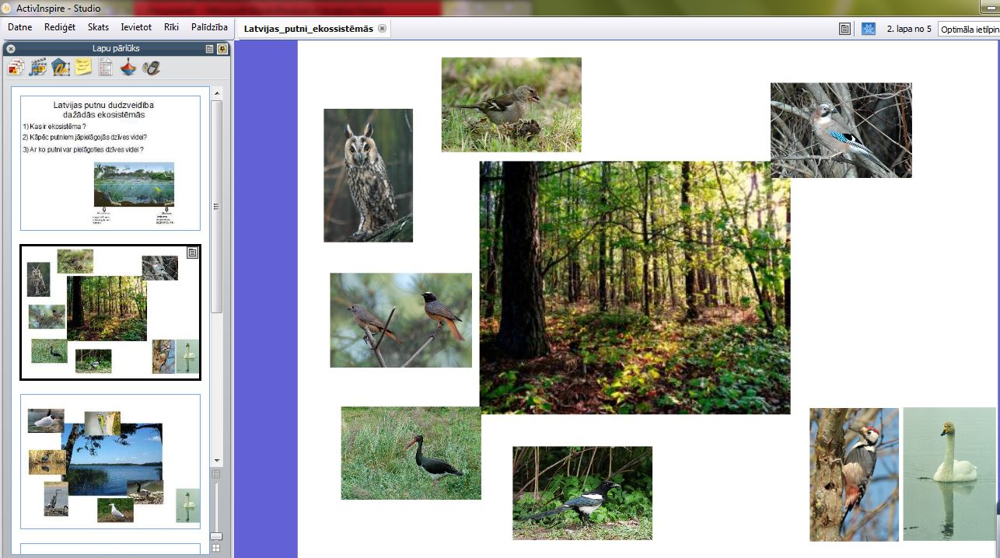 ActivInspire - Studio
Datne Rediģēt Skats Ievietot Rīki Palīdzība
Latvijas_putni_ekossistēmās
2. lapa no 5
Optimāla ietilpin
Lapu pārlūks
Latvijas putnu dudzveidība
dažādās ekosistēmās
1) Kas ir ekosistēma ?
2) Kāpēc putniem jāpielāgojās dzīves videi?
3) Ar ko putni var pielāgoties dzīves videi ?